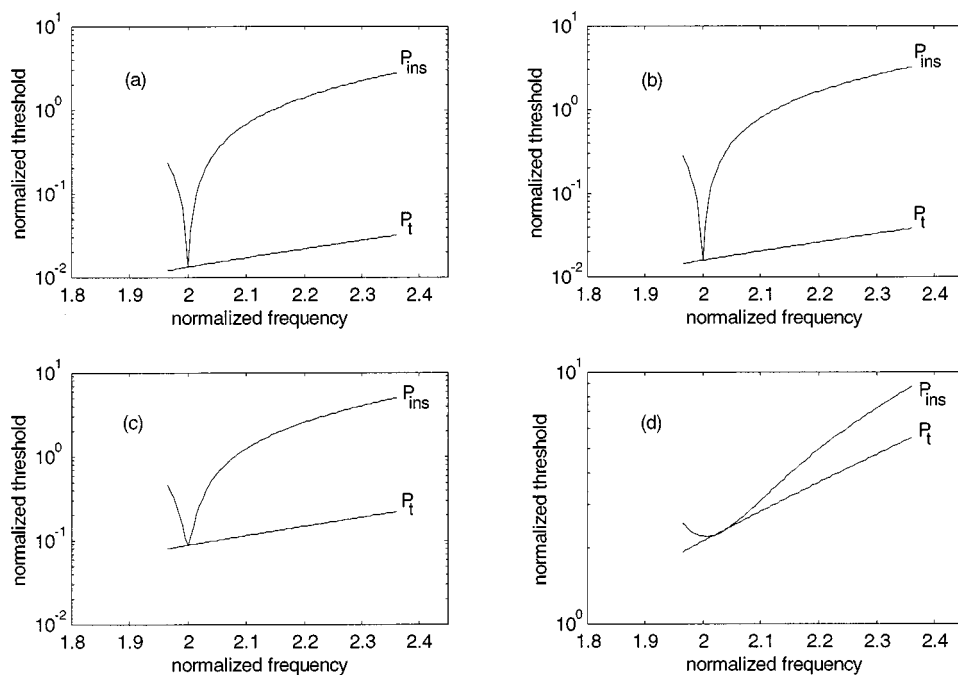 (a)
normalized threshold
10^1
10^0
10^-1
10^-2
P_ins
P_t
1.8 1.9 2 2.1 2.2 2.3 2.4
normalized frequency
(b)
normalized threshold
10^1
10^0
10^-1
10^-2
P_ins
P_t
1.8 1.9 2 2.1 2.2 2.3 2.4
normalized frequency
(c)
normalized threshold
10^1
10^0
10^-1
10^-2
P_ins
P_t
1.8 1.9 2 2.1 2.2 2.3 2.4
normalized frequency
(d)
normalized threshold
10^1
10^0
P_ins
P_t
1.8 1.9 2 2.1 2.2 2.3 2.4
normalized frequency